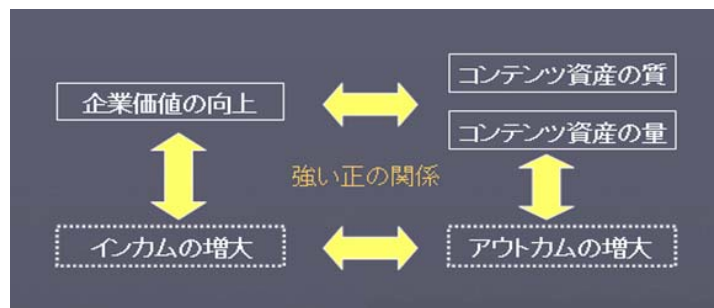 コンテンツ資産の質
企業価値の向上
コンテンツ資産の量
強い正の関係
インカムの増大
アウトカムの増大